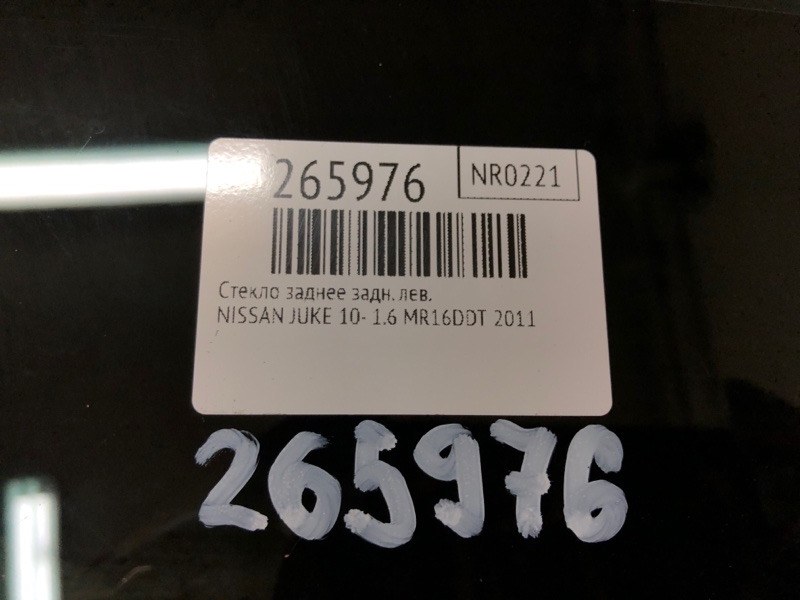 265976 NR0221
Стекло заднее задн. лев.
NISSAN JUKE 10- 1.6 MR16DDT 2011
265976